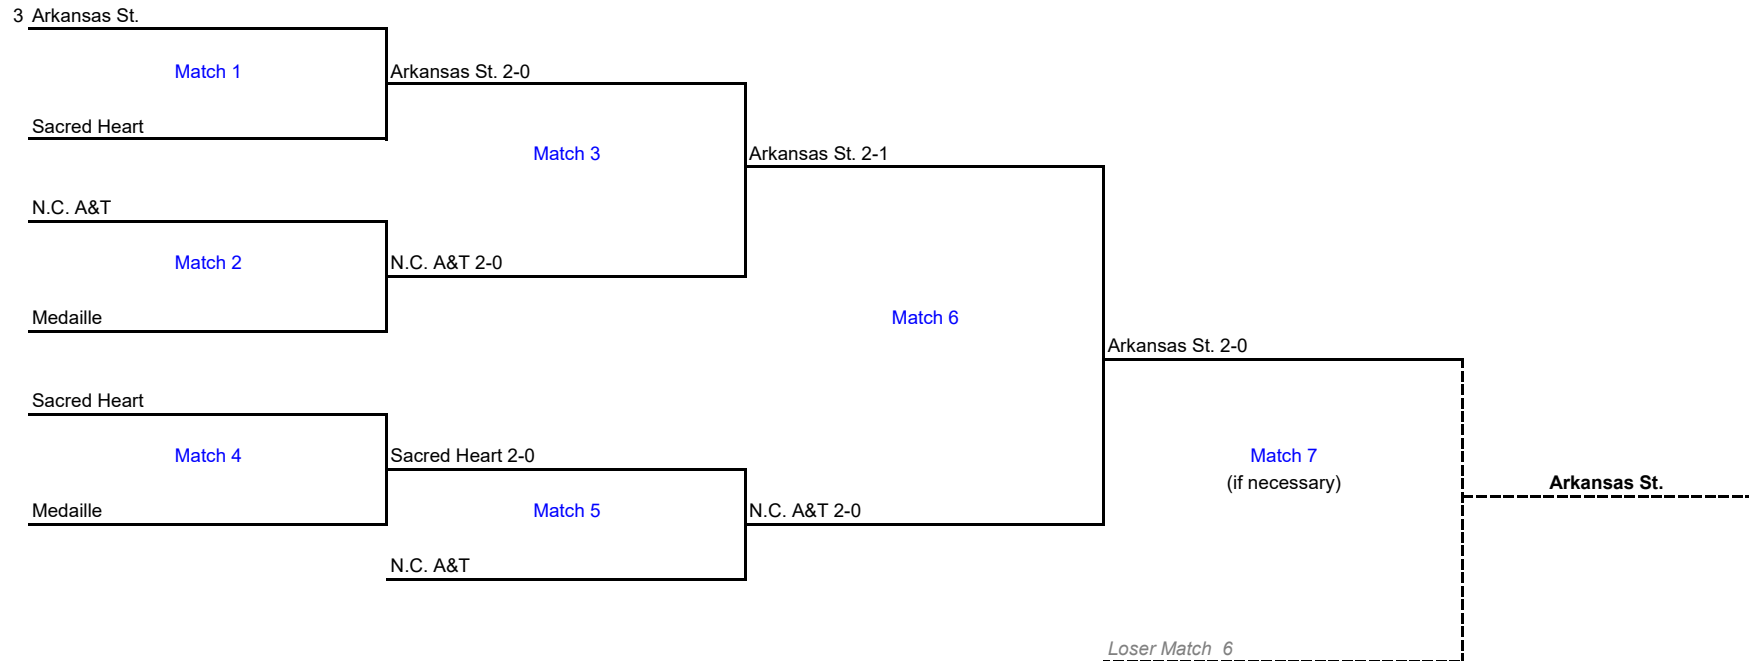 3 Arkansas St.
Match 1
Arkansas St. 2-0
Sacred Heart
Match 3
Arkansas St. 2-1
N.C. A&T
Match 2
N.C. A&T 2-0
Medaille
Match 6
Arkansas St. 2-0
Sacred Heart
Match 4
Sacred Heart 2-0
Match 7
(if necessary)
Arkansas St.
Medaille
Match 5
N.C. A&T 2-0
N.C. A&T
Loser Match 6